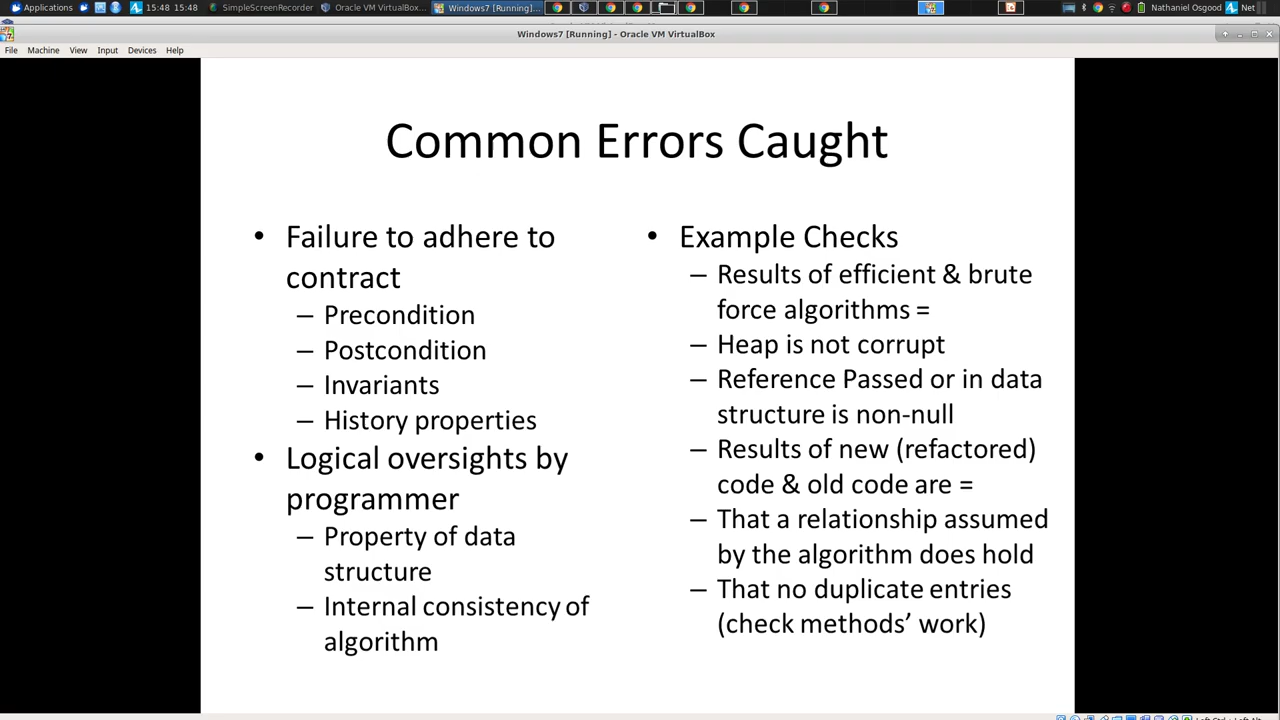 Applications
15:48 15:48
SimpleScreenRecorder
Oracle VM VirtualBox...
Windows7 [Running]...
Nathaniel Osgood
Net
Windows7 [Running] - Oracle VM VirtualBox
File Machine View Input Devices Help
Common Errors Caught
• Failure to adhere to
contract
– Precondition
– Postcondition
– Invariants
– History properties
• Logical oversights by
programmer
– Property of data
structure
– Internal consistency of
algorithm
• Example Checks
– Results of efficient & brute
force algorithms =
– Heap is not corrupt
– Reference Passed or in data
structure is non-null
– Results of new (refactored)
code & old code are =
– That a relationship assumed
by the algorithm does hold
– That no duplicate entries
(check methods’ work)